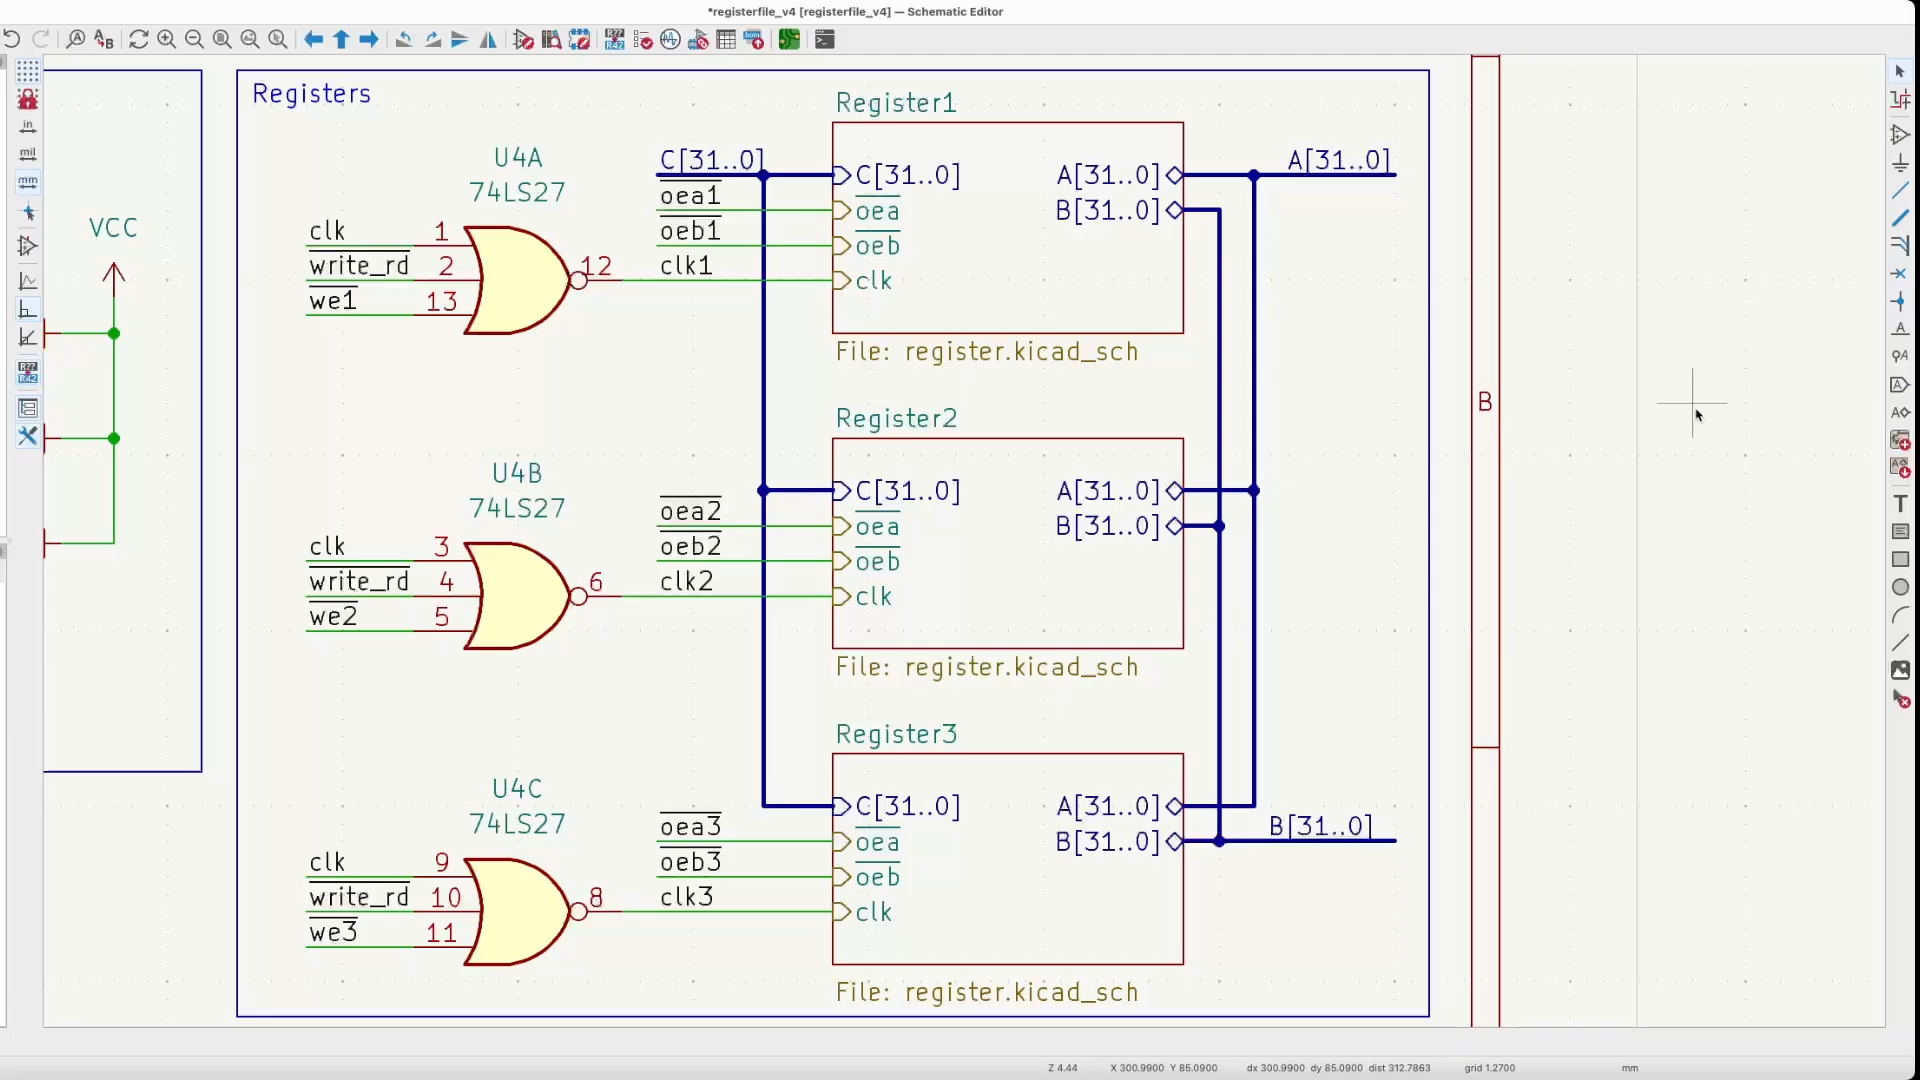 *registerfile_v4 [registerfile_v4] — Schematic Editor
in
mil
mm
VCC
Registers
U4A
74LS27
clk
write_rd
we1
1
2
13
12
C[31..0]
oea1
oeb1
clk1
Register1
C[31..0]
oea
oeb
clk
A[31..0]
B[31..0]
File: register.kicad_sch
A[31..0]
U4B
74LS27
clk
write_rd
we2
3
4
5
6
oea2
oeb2
clk2
Register2
C[31..0]
oea
oeb
clk
A[31..0]
B[31..0]
File: register.kicad_sch
U4C
74LS27
clk
write_rd
we3
9
10
11
8
oea3
oeb3
clk3
Register3
C[31..0]
oea
oeb
clk
A[31..0]
B[31..0]
File: register.kicad_sch
B[31..0]
B
Z 4.44
X 300.9900 Y 85.0900
dx 300.9900 dy 85.0900 dist 312.7863
grid 1.2700
mm